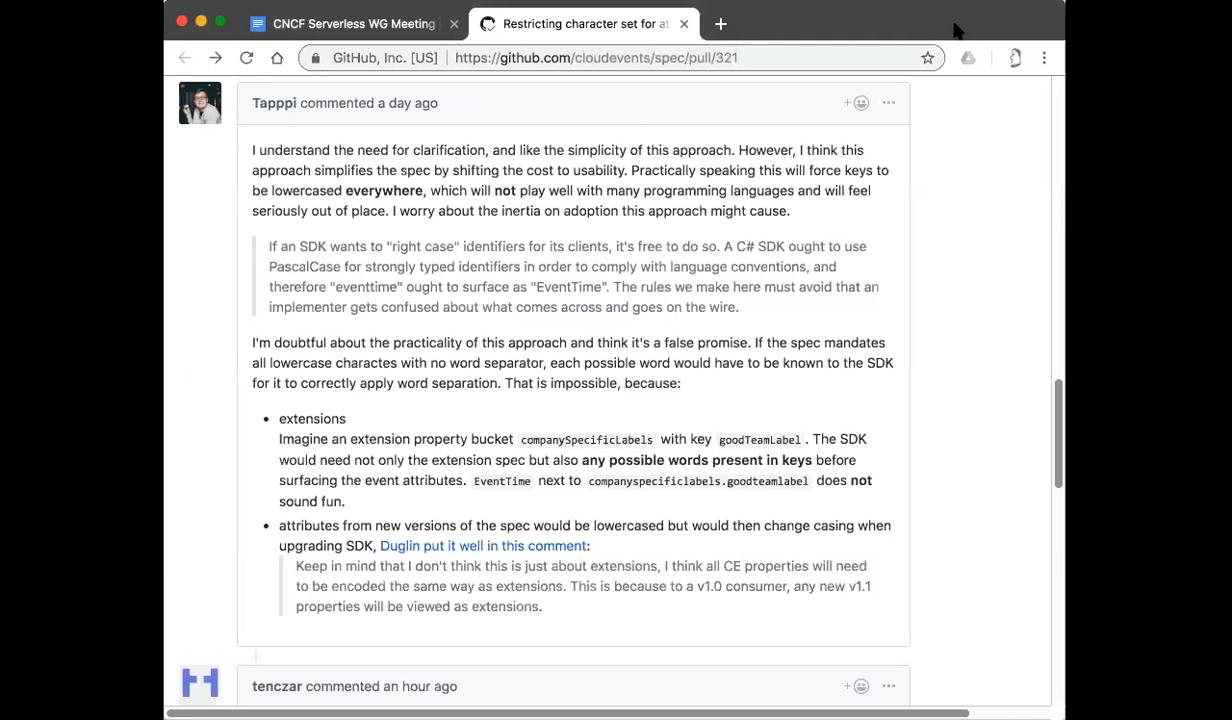 CNCF Serverless WG Meeting
Restricting character set for at
GitHub, Inc. [US]
https://github.com/cloudevents/spec/pull/321
Tapppi commented a day ago
I understand the need for clarification, and like the simplicity of this approach. However, I think this
approach simplifies the spec by shifting the cost to usability. Practically speaking this will force keys to
be lowercased everywhere, which will not play well with many programming languages and will feel
seriously out of place. I worry about the inertia on adoption this approach might cause.
If an SDK wants to "right case" identifiers for its clients, it's free to do so. A C# SDK ought to use
PascalCase for strongly typed identifiers in order to comply with language conventions, and
therefore "eventtime" ought to surface as "EventTime". The rules we make here must avoid that an
implementer gets confused about what comes across and goes on the wire.
I'm doubtful about the practicality of this approach and think it's a false promise. If the spec mandates
all lowercase charactes with no word separator, each possible word would have to be known to the SDK
for it to correctly apply word separation. That is impossible, because:
• extensions
Imagine an extension property bucket companySpecificLabels with key goodTeamLabel . The SDK
would need not only the extension spec but also any possible words present in keys before
surfacing the event attributes. EventTime next to companyspecificlabels.goodteamlabel does not
sound fun.
• attributes from new versions of the spec would be lowercased but would then change casing when
upgrading SDK, Duglin put it well in this comment:
Keep in mind that I don't think this is just about extensions, I think all CE properties will need
to be encoded the same way as extensions. This is because to a v1.0 consumer, any new v1.1
properties will be viewed as extensions.
tenczar commented an hour ago